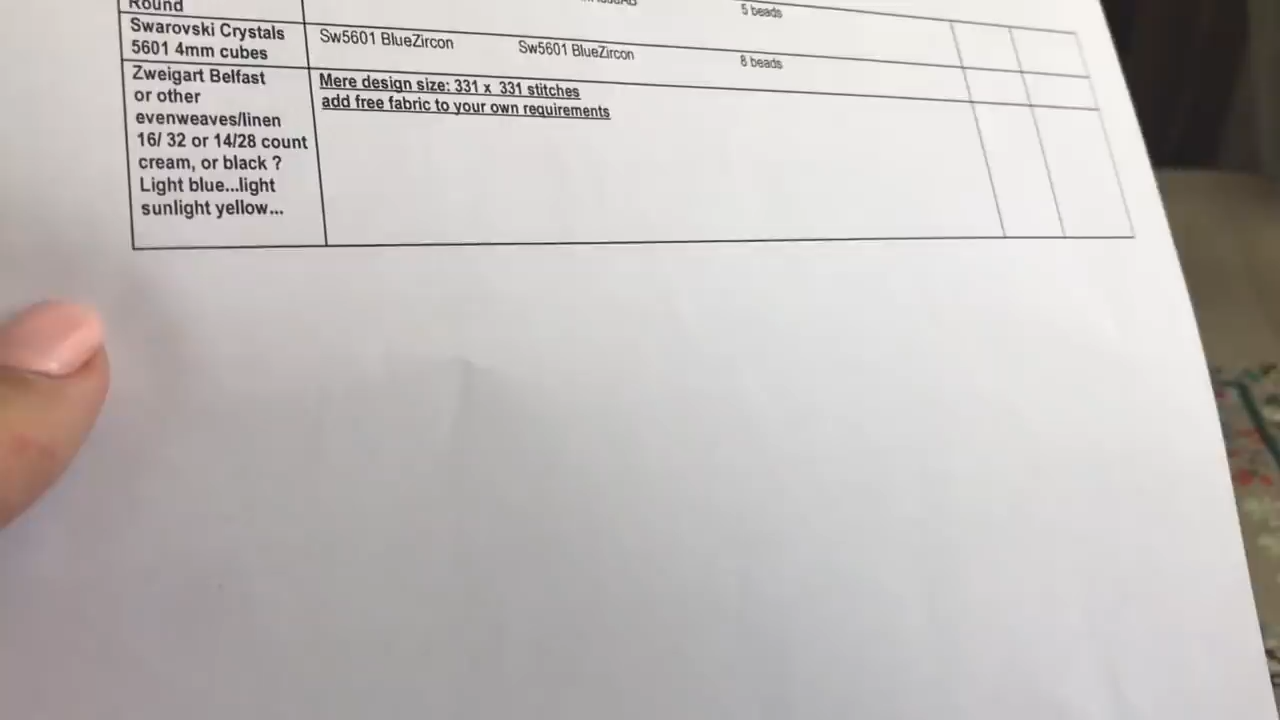 Round
5 beads
Swarovski Crystals
5601 4mm cubes
Sw5601 BlueZircon Sw5601 BlueZircon 8 beads
Zweigart Belfast
or other
evenweaves/linen
16/ 32 or 14/28 count
cream, or black ?
Light blue...light
sunlight yellow...
Mere design size: 331 x 331 stitches
add free fabric to your own requirements